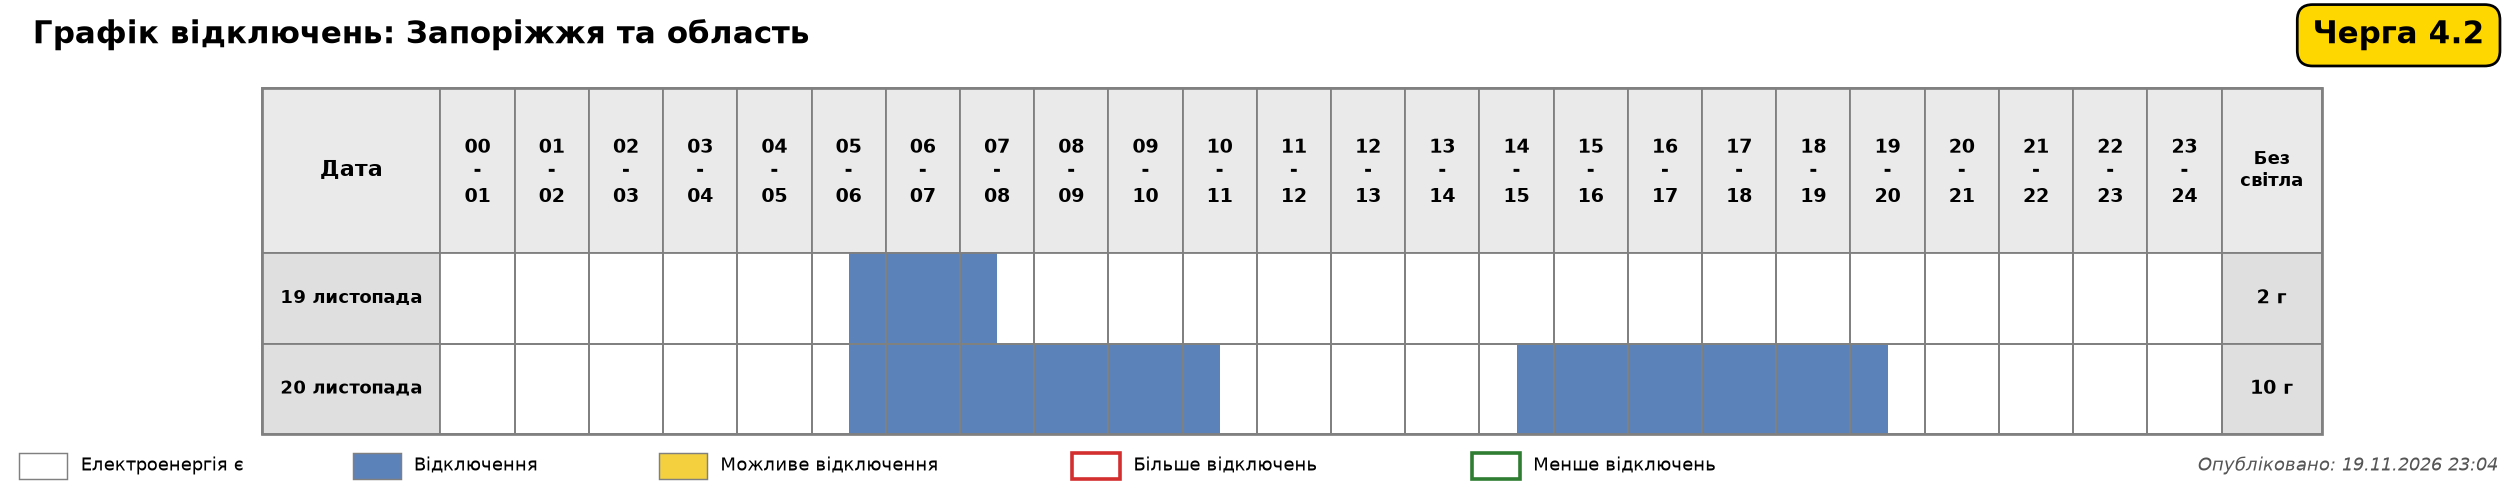 Графік відключень: Запоріжжя та область
Черга 4.2
Дата 00 - 01 01 - 02 02 - 03 03 - 04 04 - 05 05 - 06 06 - 07 07 - 08 08 - 09 09 - 10 10 - 11 11 - 12 12 - 13 13 - 14 14 - 15 15 - 16 16 - 17 17 - 18 18 - 19 19 - 20 20 - 21 21 - 22 22 - 23 23 - 24 Без світла
19 листопада 2 г
20 листопада 10 г
Електроенергія є Відключення Можливе відключення Більше відключень Менше відключень Опубліковано: 19.11.2026 23:04